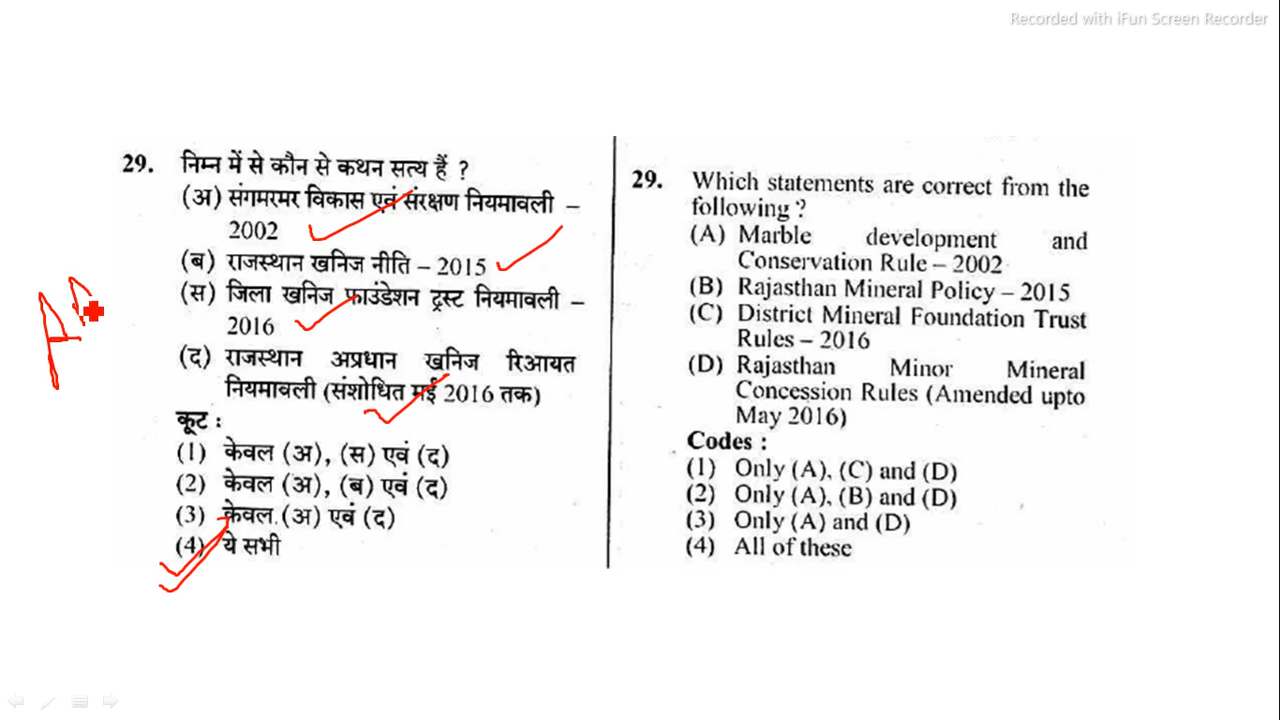 Recorded with iFun Screen Recorder
29. निम्न में से कौन से कथन सत्य हैं ?
(अ) संगमरमर विकास एवं संरक्षण नियमावली –
2002
(ब) राजस्थान खनिज नीति – 2015
(स) जिला खनिज फाउंडेशन ट्रस्ट नियमावली –
2016
(द) राजस्थान अप्रधान खनिज रिआयत
नियमावली (संशोधित मई 2016 तक)
कूट :
(1) केवल (अ), (स) एवं (द)
(2) केवल (अ), (ब) एवं (द)
(3) केवल (अ) एवं (द)
(4) ये सभी
29. Which statements are correct from the
following ?
(A) Marble development and
Conservation Rule – 2002
(B) Rajasthan Mineral Policy – 2015
(C) District Mineral Foundation Trust
Rules – 2016
(D) Rajasthan Minor Mineral
Concession Rules (Amended upto
May 2016)
Codes :
(1) Only (A), (C) and (D)
(2) Only (A), (B) and (D)
(3) Only (A) and (D)
(4) All of these